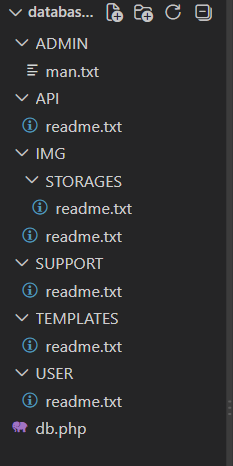 databas...
ADMIN
man.txt
API
readme.txt
IMG
STORAGES
readme.txt
readme.txt
SUPPORT
readme.txt
TEMPLATES
readme.txt
USER
readme.txt
db.php